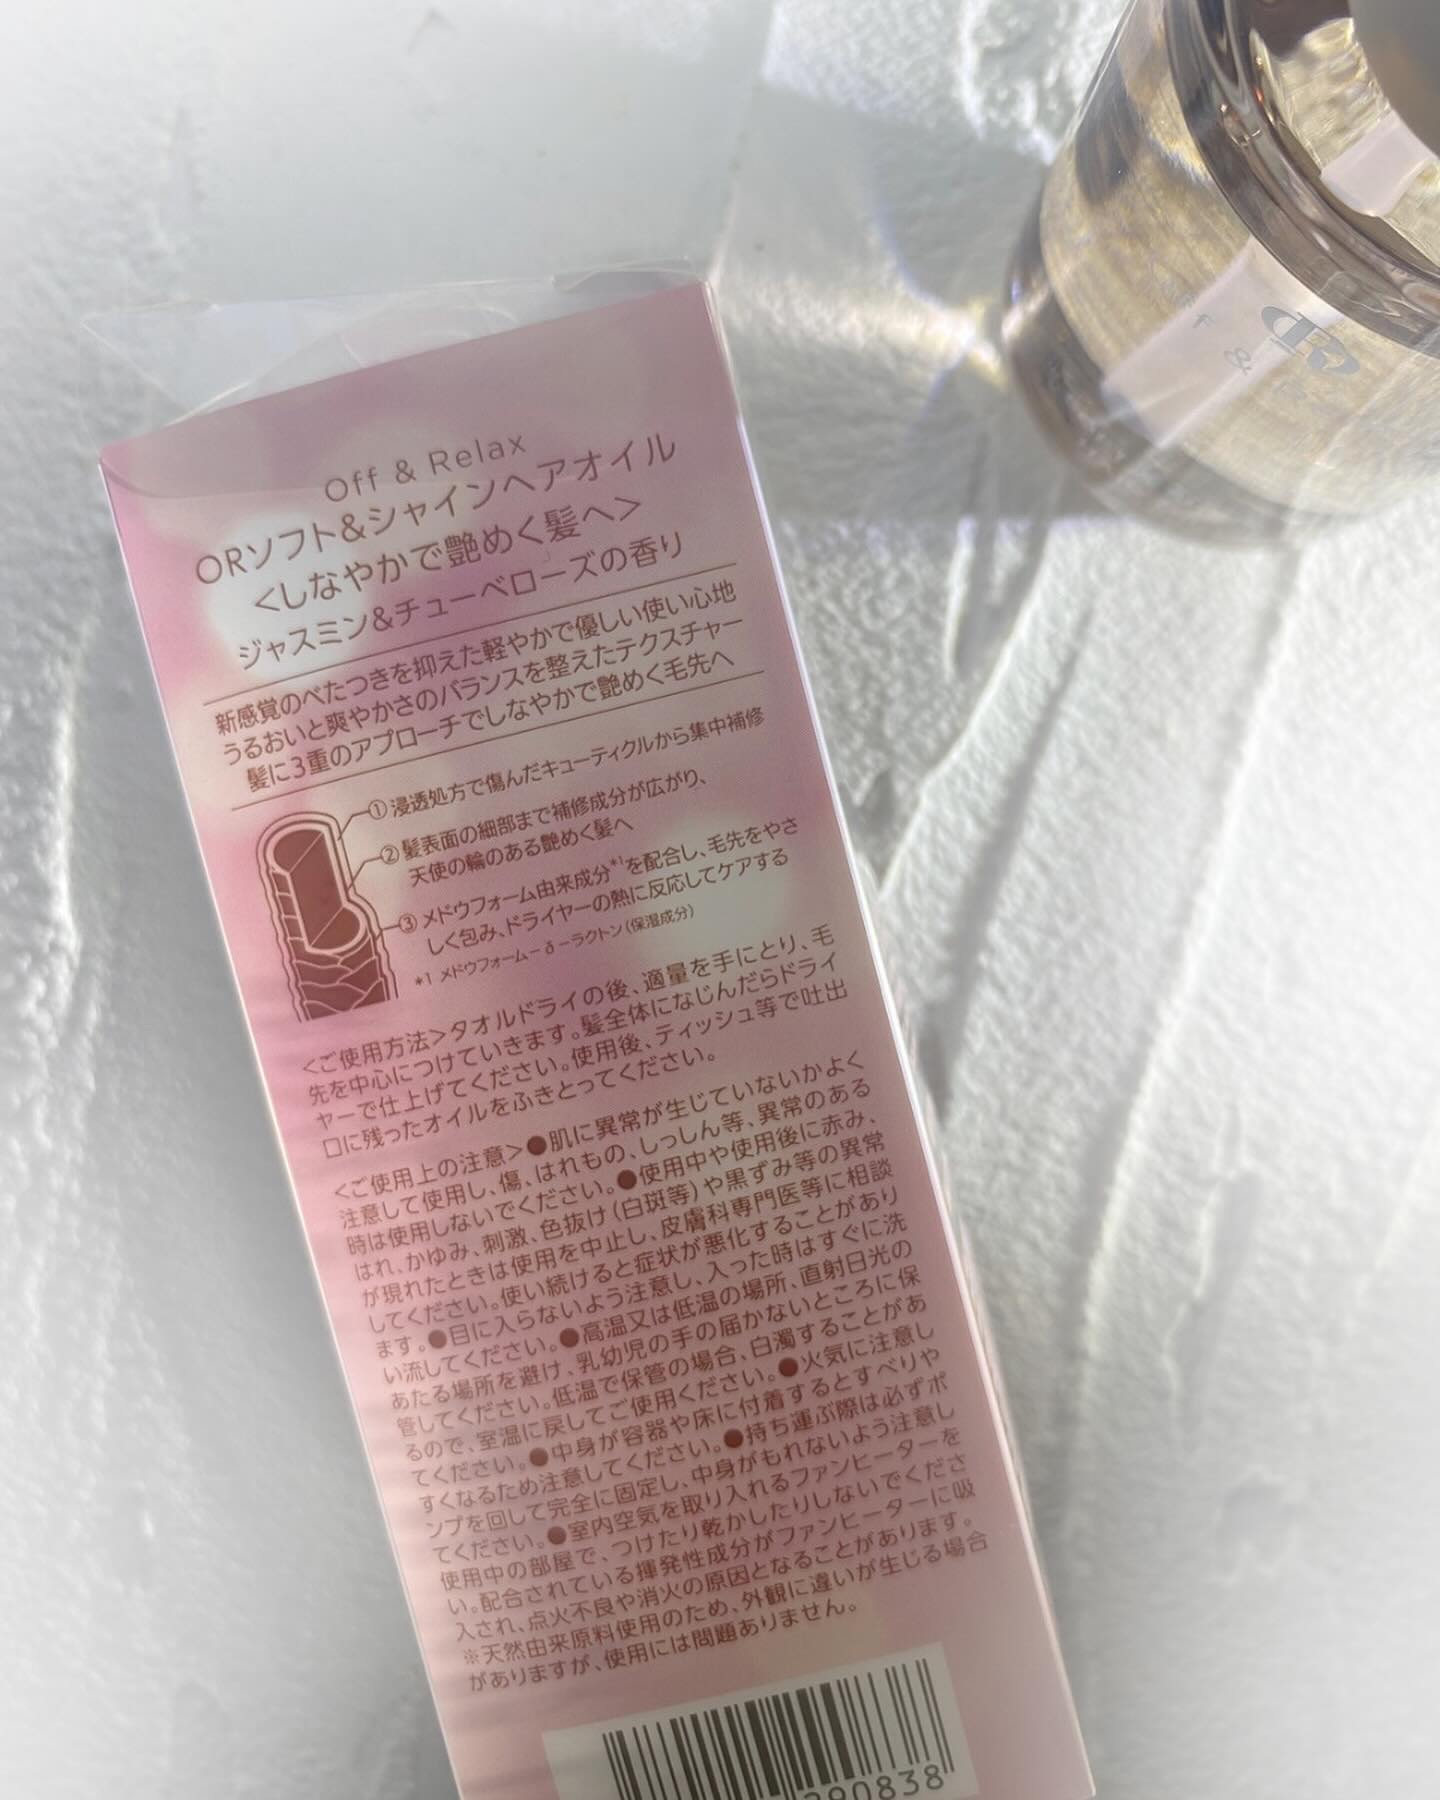 Off & Relax
ORソフト&シャインヘアオイル
<しなやかで艶めく髪へ>
ジャスミン&チューベローズの香り
新感覚のべたつきを抑えた軽やかで優しい使い心地
うるおいと爽やかさのバランスを整えたテクスチャー
髪に3重のアプローチでしなやかで艶めく毛先へ
①浸透処方で傷んだキューティクルから集中補修
②髪表面の細部まで補修成分が広がり、
天使の輪のある艶めく髪へ
③メドウフォーム由来成分*1を配合し、毛先をやさ
しく包み、ドライヤーの熱に反応してケアする
*1 メドウフォーム-δ-ラクトン(保湿成分)
<ご使用方法>タオルドライの後、適量を手にとり、毛
先を中心につけていきます。髪全体になじんだらドライ
ヤーで仕上げてください。使用後、ティッシュ等で吐出
口に残ったオイルをふきとってください。
<ご使用上の注意>●肌に異常が生じていないかよく
注意して使用し、傷、はれもの、しっしん等、異常のある
時は使用しないでください。●使用中や使用後に赤み、
はれ、かゆみ、刺激、色抜け(白斑等)や黒ずみ等の異常
が現れたときは使用を中止し、皮膚科専門医等に相談
してください。使い続けると症状が悪化することがあり
ます。●目に入らないよう注意し、入った時はすぐに洗
い流してください。●高温又は低温の場所、直射日光の
あたる場所を避け、乳幼児の手の届かないところに保
管してください。低温で保管の場合、白濁することがあ
るので、室温に戻してご使用ください。●火気に注意し
てください。●中身が容器や床に付着するとすべりや
すくなるため注意してください。●持ち運ぶ際は必ずポ
ンプを回して完全に固定し、中身がもれないよう注意し
てください。●室内空気を取り入れるファンヒーターを
使用中の部屋で、つけたり乾かしたりしないでくださ
い。配合されている揮発性成分がファンヒーターに吸
入され、点火不良や消火の原因となることがあります。
※天然由来原料使用のため、外観に違いが生じる場合
がありますが、使用には問題ありません。
290838